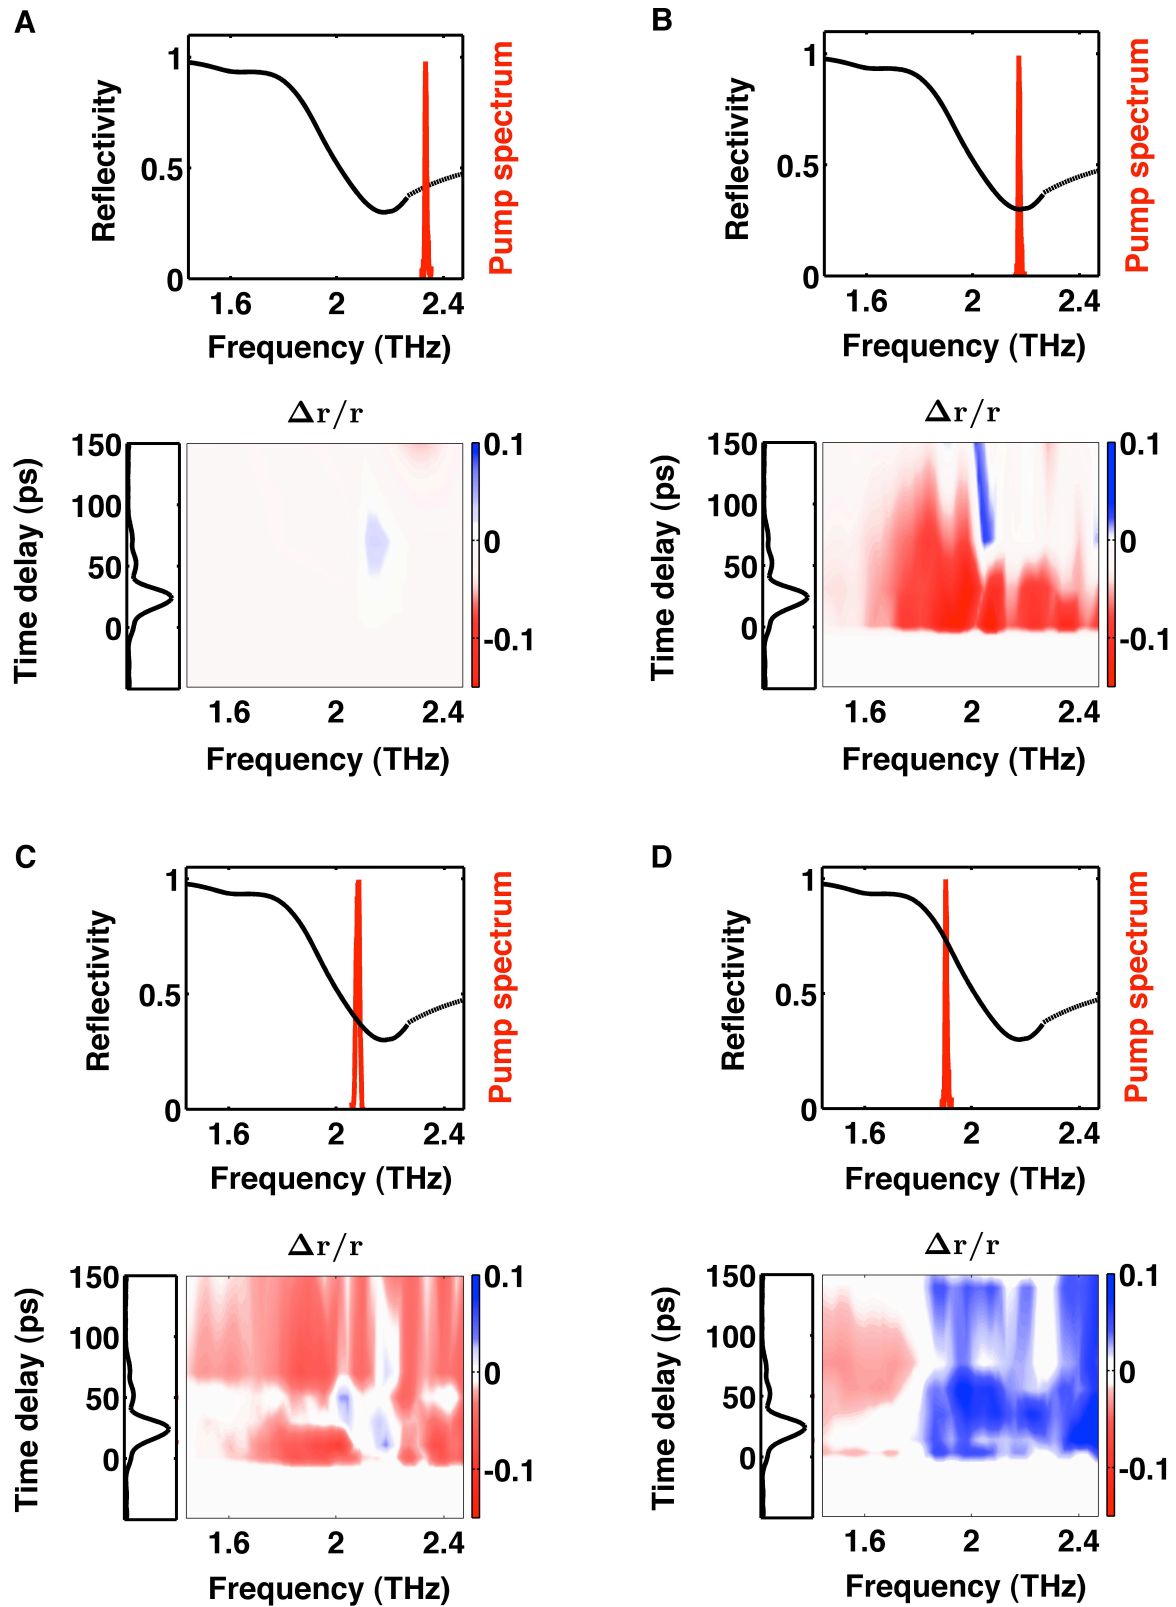 A
1
0.5
0
Reflectivity
Pump spectrum
1.6 2 2.4
Frequency (THz)
Δr/r
150
100
50
0
Time delay (ps)
0.1
0
-0.1
1.6 2 2.4
Frequency (THz)
B
1
0.5
0
Reflectivity
Pump spectrum
1.6 2 2.4
Frequency (THz)
Δr/r
150
100
50
0
Time delay (ps)
0.1
0
-0.1
1.6 2 2.4
Frequency (THz)
C
1
0.5
0
Reflectivity
Pump spectrum
1.6 2 2.4
Frequency (THz)
Δr/r
150
100
50
0
Time delay (ps)
0.1
0
-0.1
1.6 2 2.4
Frequency (THz)
D
1
0.5
0
Reflectivity
Pump spectrum
1.6 2 2.4
Frequency (THz)
Δr/r
150
100
50
0
Time delay (ps)
0.1
0
-0.1
1.6 2 2.4
Frequency (THz)